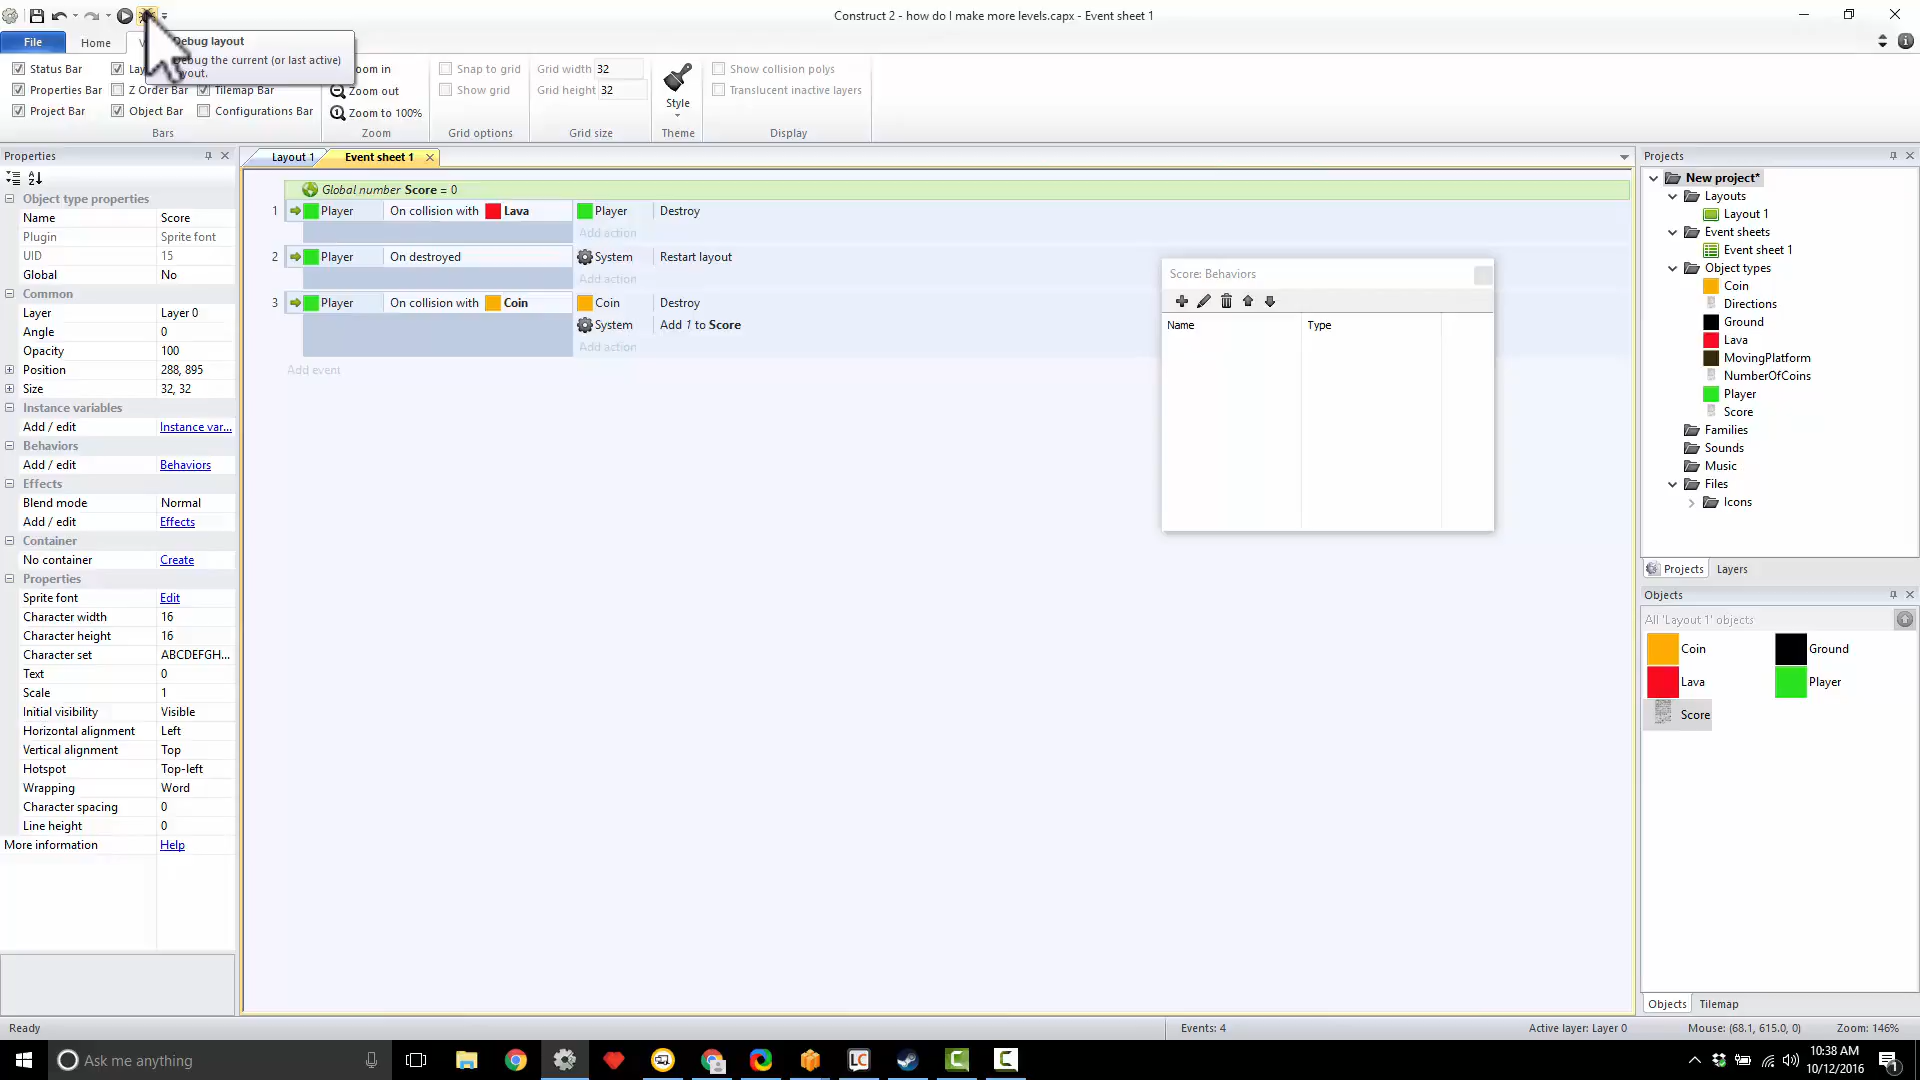 Construct 2 - how do I make more levels.capx - Event sheet 1
File
Home
Debug layout
Debug the current (or last active)
Status Bar
Properties Bar
Z Order Bar
Tilemap Bar
Project Bar
Object Bar
Configurations Bar
Bars
Zoom out
Zoom to 100%
Zoom
Snap to grid
Show grid
Grid options
Grid width 32
Grid height 32
Grid size
Style
Theme
Show collision polys
Translucent inactive layers
Display
Properties
Object type properties
Name Score
Plugin Sprite font
UID 15
Global No
Common
Layer Layer 0
Angle 0
Opacity 100
Position 288, 895
Size 32, 32
Instance variables
Add / edit Instance var...
Behaviors
Add / edit Behaviors
Effects
Blend mode Normal
Add / edit Effects
Container
No container Create
Properties
Sprite font Edit
Character width 16
Character height 16
Character set ABCDEFGH...
Text 0
Scale 1
Initial visibility Visible
Horizontal alignment Left
Vertical alignment Top
Hotspot Top-left
Wrapping Word
Character spacing 0
Line height 0
More information Help
Layout 1
Event sheet 1
Global number Score = 0
1 Player On collision with Lava Player Destroy
Add action
2 Player On destroyed System Restart layout
Add action
3 Player On collision with Coin Coin Destroy
System Add 1 to Score
Add action
Add event
Score: Behaviors
Name Type
Projects
New project*
Layouts
Layout 1
Event sheets
Event sheet 1
Object types
Coin
Directions
Ground
Lava
MovingPlatform
NumberOfCoins
Player
Score
Families
Sounds
Music
Files
Icons
Projects Layers
Objects
All 'Layout 1' objects
Coin Ground
Lava Player
Score
Objects Tilemap
Ready
Events: 4
Active layer: Layer 0
Mouse: (68.1, 615.0, 0)
Zoom: 146%
Ask me anything
10:38 AM
10/12/2016